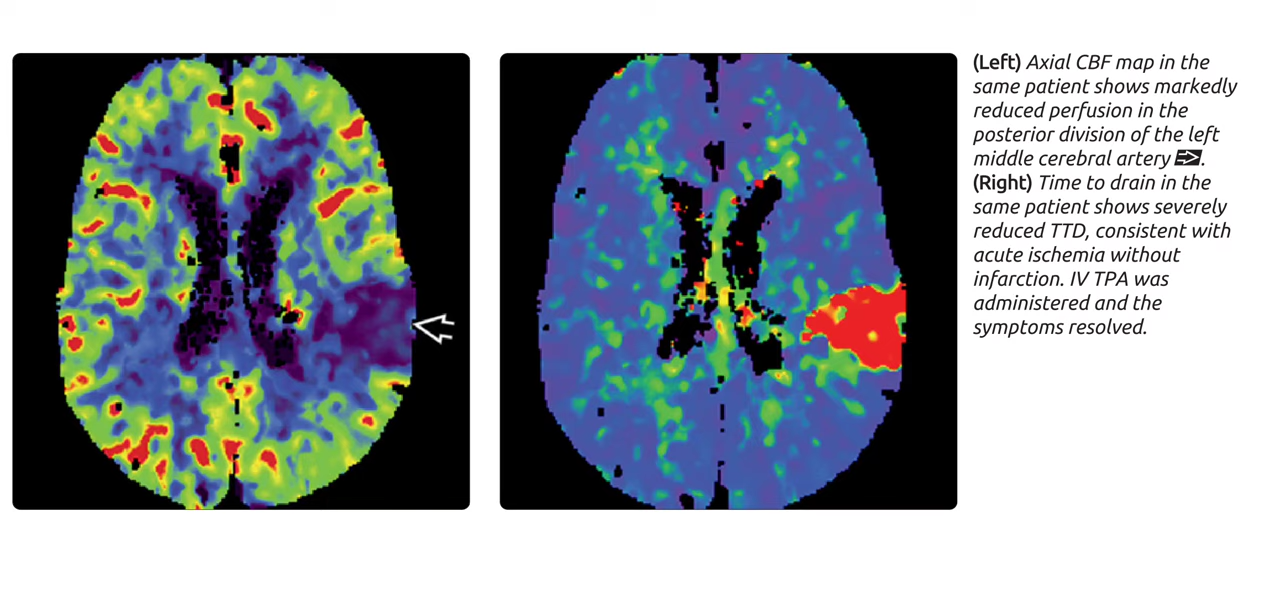 (Left) Axial CBF map in the
same patient shows markedly
reduced perfusion in the
posterior division of the left
middle cerebral artery.
(Right) Time to drain in the
same patient shows severely
reduced TTD, consistent with
acute ischemia without
infarction. IV TPA was
administered and the
symptoms resolved.